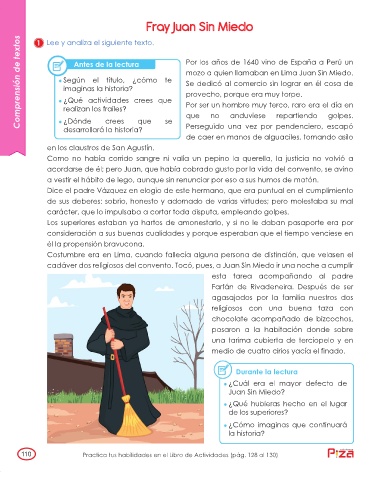 Fray Juan Sin Miedo
Comprensión de textos
1 Lee y analiza el siguiente texto.
Antes de la lectura
• Según el título, ¿cómo te
imaginas la historia?
• ¿Qué actividades crees que
realizan los frailes?
• ¿Dónde crees que se
desarrollará la historia?
Por los años de 1640 vino de España a Perú un
mozo a quien llamaban en Lima Juan Sin Miedo.
Se dedicó al comercio sin lograr en él cosa de
provecho, porque era muy torpe.
Por ser un hombre muy terco, raro era el día en
que no anduviese repartiendo golpes.
Perseguido una vez por pendenciero, escapó
de caer en manos de alguaciles, tomando asilo
en los claustros de San Agustín.
Como no había corrido sangre ni valía un pepino la querella, la justicia no volvió a
acordarse de él; pero Juan, que había cobrado gusto por la vida del convento, se avino
a vestir el hábito de lego, aunque sin renunciar por eso a sus humos de matón.
Dice el padre Vázquez en elogio de este hermano, que era puntual en el cumplimiento
de sus deberes: sobrio, honesto y adornado de varias virtudes; pero molestaba su mal
carácter, que lo impulsaba a cortar toda disputa, empleando golpes.
Los superiores estaban ya hartos de amonestarlo, y si no le daban pasaporte era por
consideración a sus buenas cualidades y porque esperaban que el tiempo venciese en
él la propensión bravucona.
Costumbre era en Lima, cuando fallecía alguna persona de distinción, que velasen el
cadáver dos religiosos del convento. Tocó, pues, a Juan Sin Miedo ir una noche a cumplir
esta tarea acompañando al padre
Farfán de Rivadeneira. Después de ser
agasajados por la familia nuestros dos
religiosos con una buena taza con
chocolate acompañado de bizcochos,
pasaron a la habitación donde sobre
una tarima cubierta de terciopelo y en
medio de cuatro cirios yacía el finado.
Durante la lectura
• ¿Cuál era el mayor defecto de
Juan Sin Miedo?
• ¿Qué hubieras hecho en el lugar
de los superiores?
• ¿Cómo imaginas que continuará
la historia?
110
Practica tus habilidades en el Libro de Actividades (pág. 128 al 130)
Piza